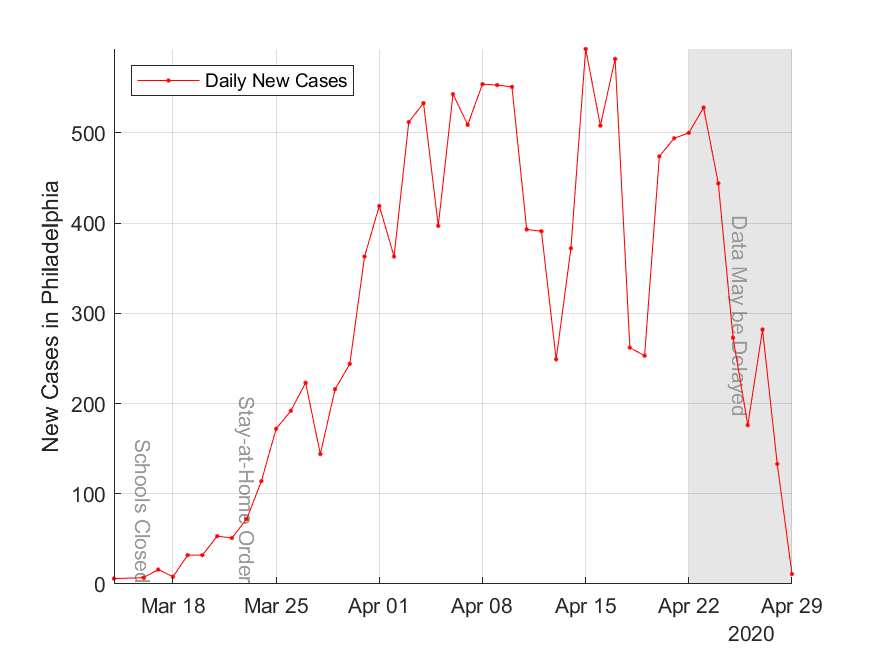 Daily New Cases
New Cases in Philadelphia
500
400
300
200
100
0
Schools Closed
Stay-at-Home Order
Data May be Delayed
Mar 18
Mar 25
Apr 01
Apr 08
Apr 15
Apr 22
Apr 29
2020